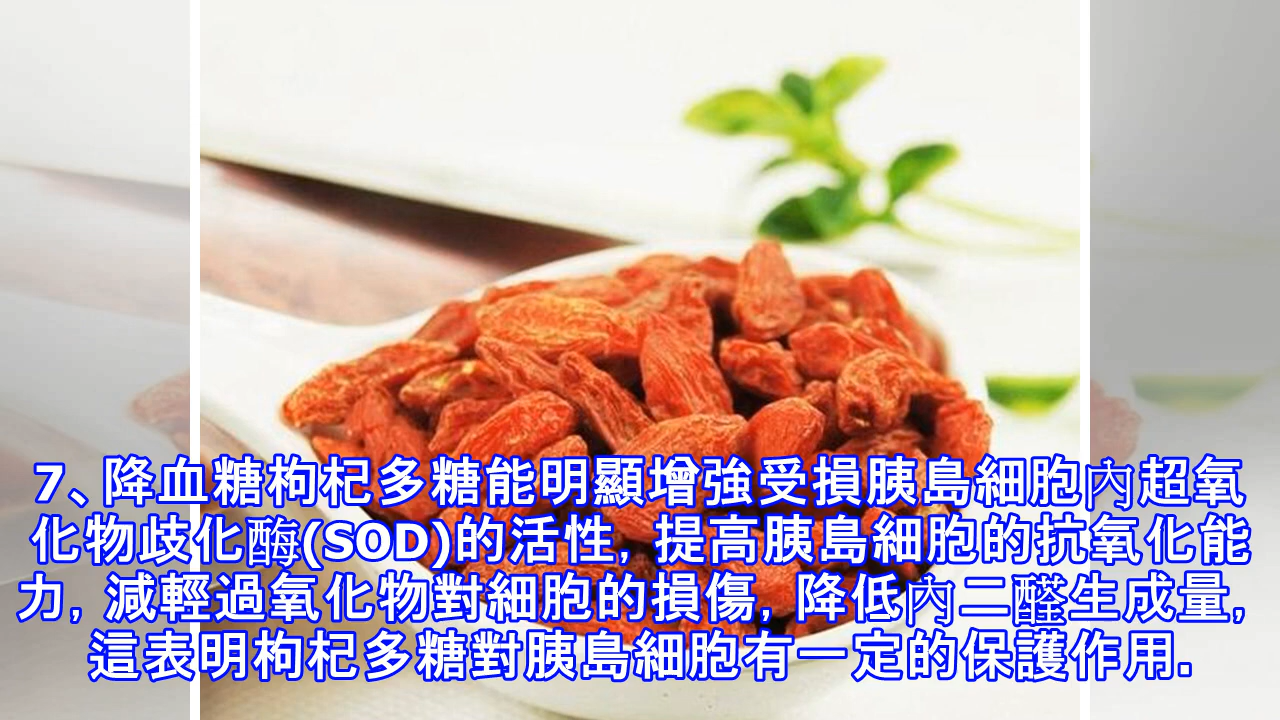 7、降血糖枸杞多糖能明顯增強受損胰島細胞內超氧
化物歧化酶(SOD)的活性, 提高胰島細胞的抗氧化能
力, 減輕過氧化物對細胞的損傷, 降低內二醛生成量,
這表明枸杞多糖對胰島細胞有一定的保護作用.